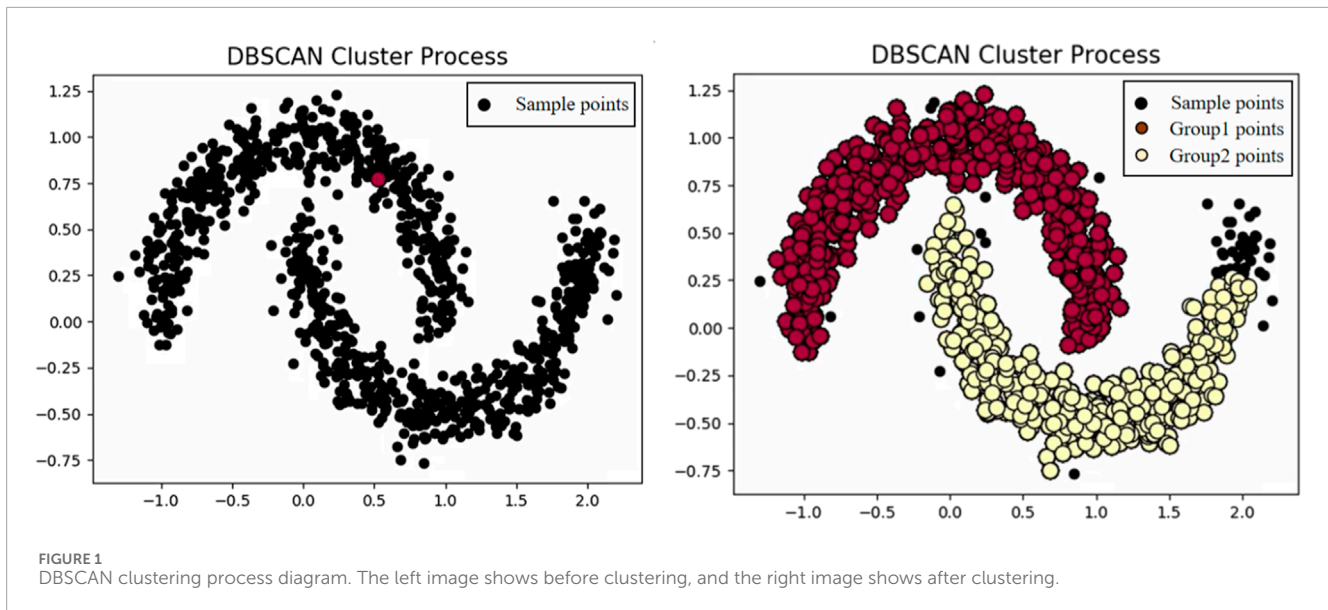 DBSCAN Cluster Process
Sample points
1.25
1.00
0.75
0.50
0.25
0.00
−0.25
−0.50
−0.75
−1.0 −0.5 0.0 0.5 1.0 1.5 2.0
DBSCAN Cluster Process
Sample points
Group1 points
Group2 points
1.25
1.00
0.75
0.50
0.25
0.00
−0.25
−0.50
−0.75
−1.0 −0.5 0.0 0.5 1.0 1.5 2.0
FIGURE 1
DBSCAN clustering process diagram. The left image shows before clustering, and the right image shows after clustering.